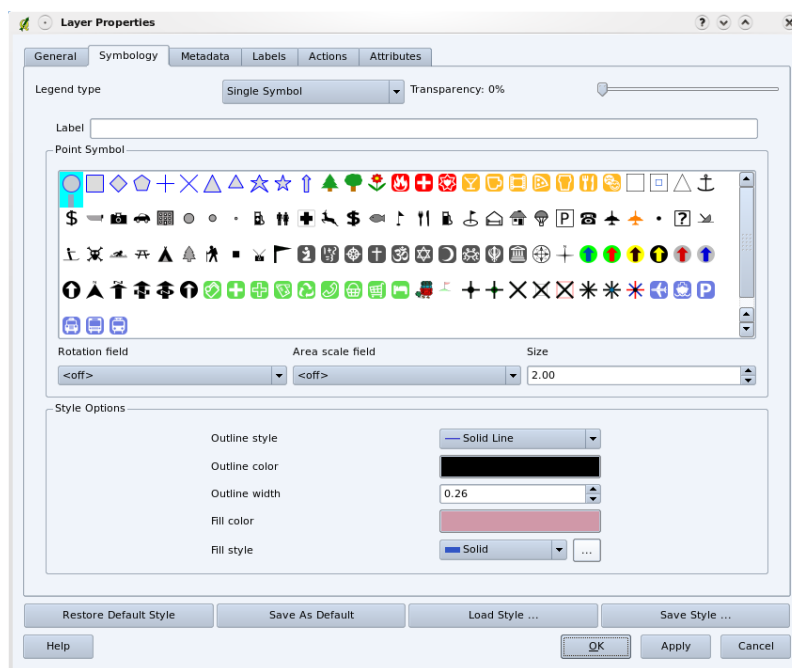 Layer Properties
General Symbology Metadata Labels Actions Attributes
Legend type Single Symbol Transparency: 0%
Label
Point Symbol
Rotation field Area scale field Size
<off> <off> 2.00
Style Options
Outline style Solid Line
Outline color
Outline width 0.26
Fill color
Fill style Solid ...
Restore Default Style Save As Default Load Style ... Save Style ...
Help OK Apply Cancel